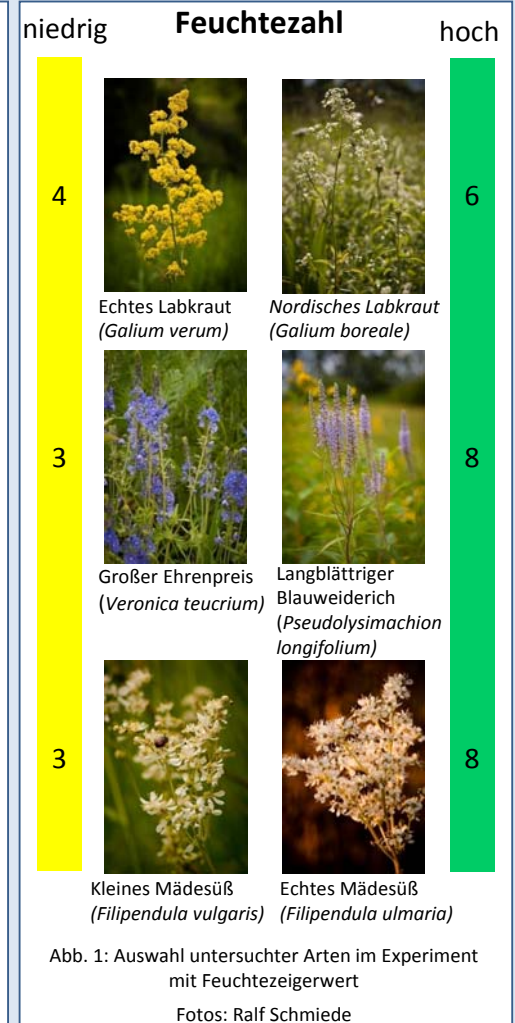 niedrig Feuchtezahl hoch
4 6
Echtes Labkraut Nordisches Labkraut
(Galium verum) (Galium boreale)
3 8
Großer Ehrenpreis
(Veronica teucrium)
Langblättriger
Blauweiderich
(Pseudolysimachion
longifolium)
3 8
Kleines Mädesüß Echtes Mädesüß
(Filipendula vulgaris) (Filipendula ulmaria)
Abb. 1: Auswahl untersuchter Arten im Experiment
mit Feuchtezeigerwert
Fotos: Ralf Schmiede